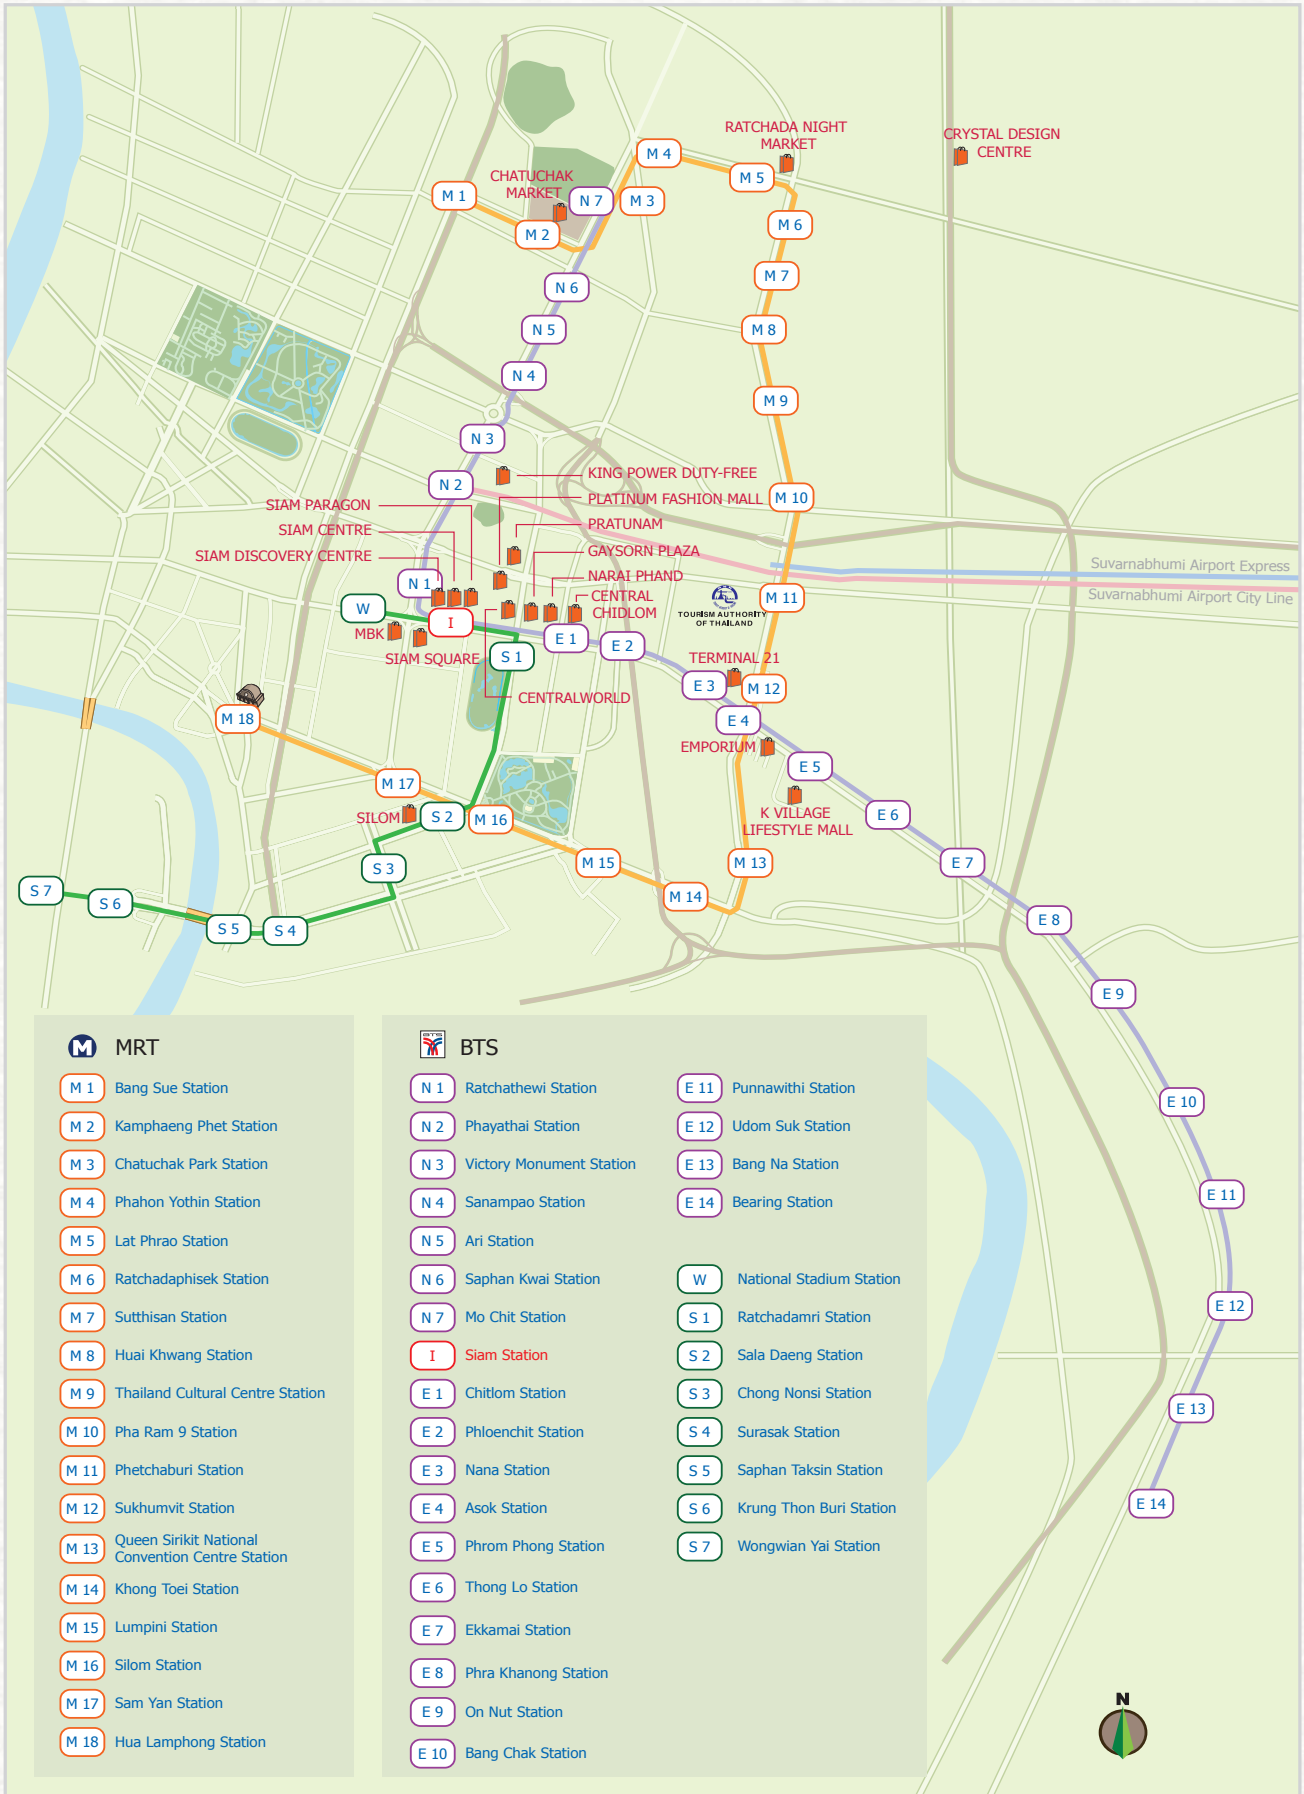 RATCHADA NIGHT
MARKET
CRYSTAL DESIGN
CENTRE
M 4
M 5
CHATUCHAK
MARKET
M 1
N 7
M 3
M 2
M 6
M 7
N 6
N 5
M 8
N 4
M 9
N 3
KING POWER DUTY-FREE
N 2
PLATINUM FASHION MALL
M 10
SIAM PARAGON
PRATUNAM
SIAM CENTRE
GAYSORN PLAZA
SIAM DISCOVERY CENTRE
Suvarnabhumi Airport Express
NARAI PHAND
N 1
CENTRAL
CHIDLOM
Suvarnabhumi Airport City Line
M 11
W
TOURISM AUTHORITY
OF THAILAND
I
MBK
E 1
E 2
SIAM SQUARE
S 1
TERMINAL 21
E 3
M 12
CENTRALWORLD
M 18
E 4
EMPORIUM
E 5
M 17
SILOM
S 2
M 16
K VILLAGE
LIFESTYLE MALL
E 6
S 3
M 15
M 13
E 7
S 7
S 6
M 14
S 5
S 4
E 8
E 9
E 10
E 11
E 12
E 13
E 14
N
M
MRT
M 1 Bang Sue Station
M 2 Kamphaeng Phet Station
M 3 Chatuchak Park Station
M 4 Phahon Yothin Station
M 5 Lat Phrao Station
M 6 Ratchadaphisek Station
M 7 Sutthisan Station
M 8 Huai Khwang Station
M 9 Thailand Cultural Centre Station
M 10 Pha Ram 9 Station
M 11 Phetchaburi Station
M 12 Sukhumvit Station
M 13 Queen Sirikit National
Convention Centre Station
M 14 Khong Toei Station
M 15 Lumpini Station
M 16 Silom Station
M 17 Sam Yan Station
M 18 Hua Lamphong Station
BTS
BTS
N 1 Ratchathewi Station
N 2 Phayathai Station
N 3 Victory Monument Station
N 4 Sanampao Station
N 5 Ari Station
N 6 Saphan Kwai Station
N 7 Mo Chit Station
I Siam Station
E 1 Chitlom Station
E 2 Phloenchit Station
E 3 Nana Station
E 4 Asok Station
E 5 Phrom Phong Station
E 6 Thong Lo Station
E 7 Ekkamai Station
E 8 Phra Khanong Station
E 9 On Nut Station
E 10 Bang Chak Station
E 11 Punnawithi Station
E 12 Udom Suk Station
E 13 Bang Na Station
E 14 Bearing Station
W National Stadium Station
S 1 Ratchadamri Station
S 2 Sala Daeng Station
S 3 Chong Nonsi Station
S 4 Surasak Station
S 5 Saphan Taksin Station
S 6 Krung Thon Buri Station
S 7 Wongwian Yai Station